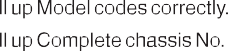 ll up Model codes correctly.
ll up Complete chassis No.